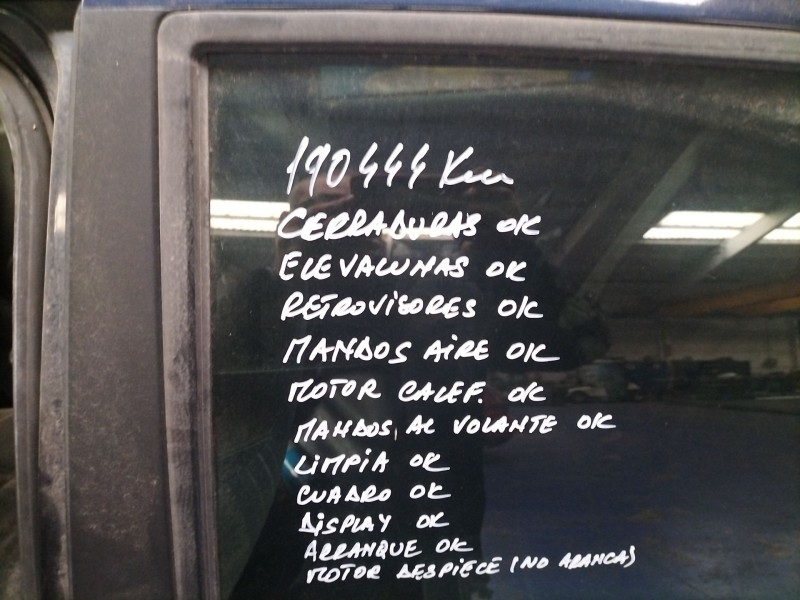 190444 Km
CERRADURAS OK
ELEVALUNAS OK
RETROVISORES OK
MANDOS AIRE OK
MOTOR CALEF. OK
MANDOS AL VOLANTE OK
LIMPIA OK
CUADRO OK
DISPLAY OK
ARRANQUE OK
MOTOR DESPIECE (NO ARANCA)